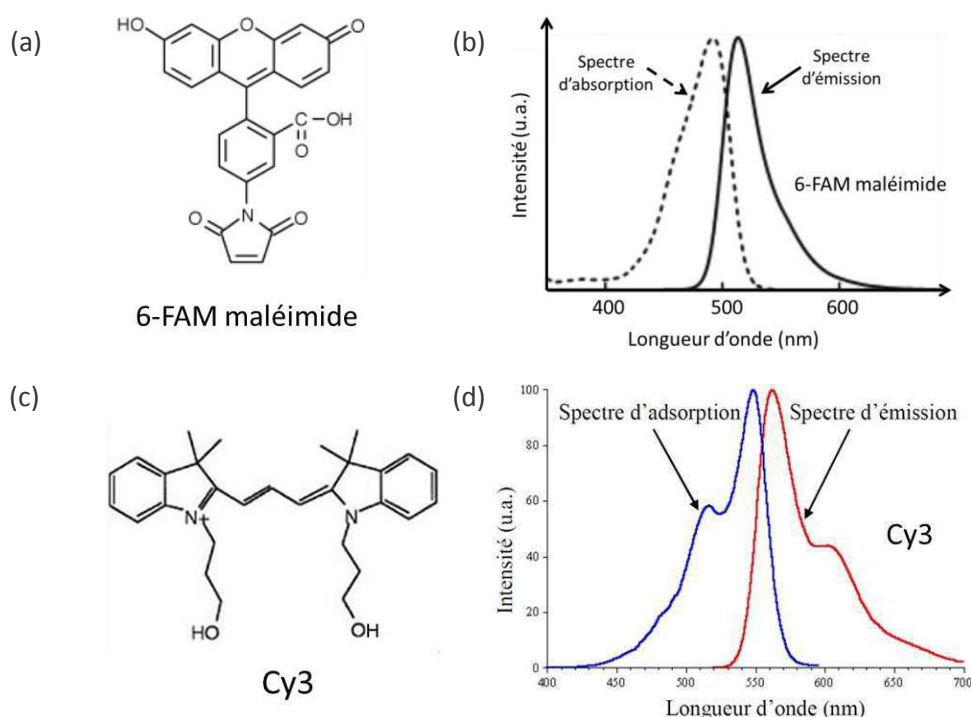 (a)
HO
O
O
C
OH
O
O
N
O
6-FAM maléimide
(b)
Spectre
d'absorption
Spectre
d'émission
6-FAM maléimide
Intensité (u.a.)
400
500
600
Longueur d'onde (nm)
(c)
N+
N
HO
OH
Cy3
(d)
100
80
60
40
20
0
Spectre d'adsorption
Spectre d'émission
Cy3
Intensité (u.a.)
400
450
500
550
600
650
700
Longueur d'onde (nm)